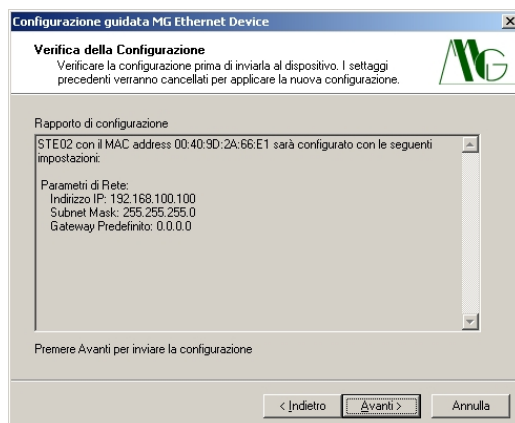 Configurazione guidata MG Ethernet Device
Verifica della Configurazione
Verificare la configurazione prima di inviarla al dispositivo. I settaggi
precedenti verranno cancellati per applicare la nuova configurazione.
MG
Rapporto di configurazione
STE02 con il MAC address 00:40:9D:2A:66:E1 sarà configurato con le seguenti
impostazioni:
Parametri di Rete:
Indirizzo IP: 192.168.100.100
Subnet Mask: 255.255.255.0
Gateway Predefinito: 0.0.0.0
Premere Avanti per inviare la configurazione
< Indietro
Avanti >
Annulla